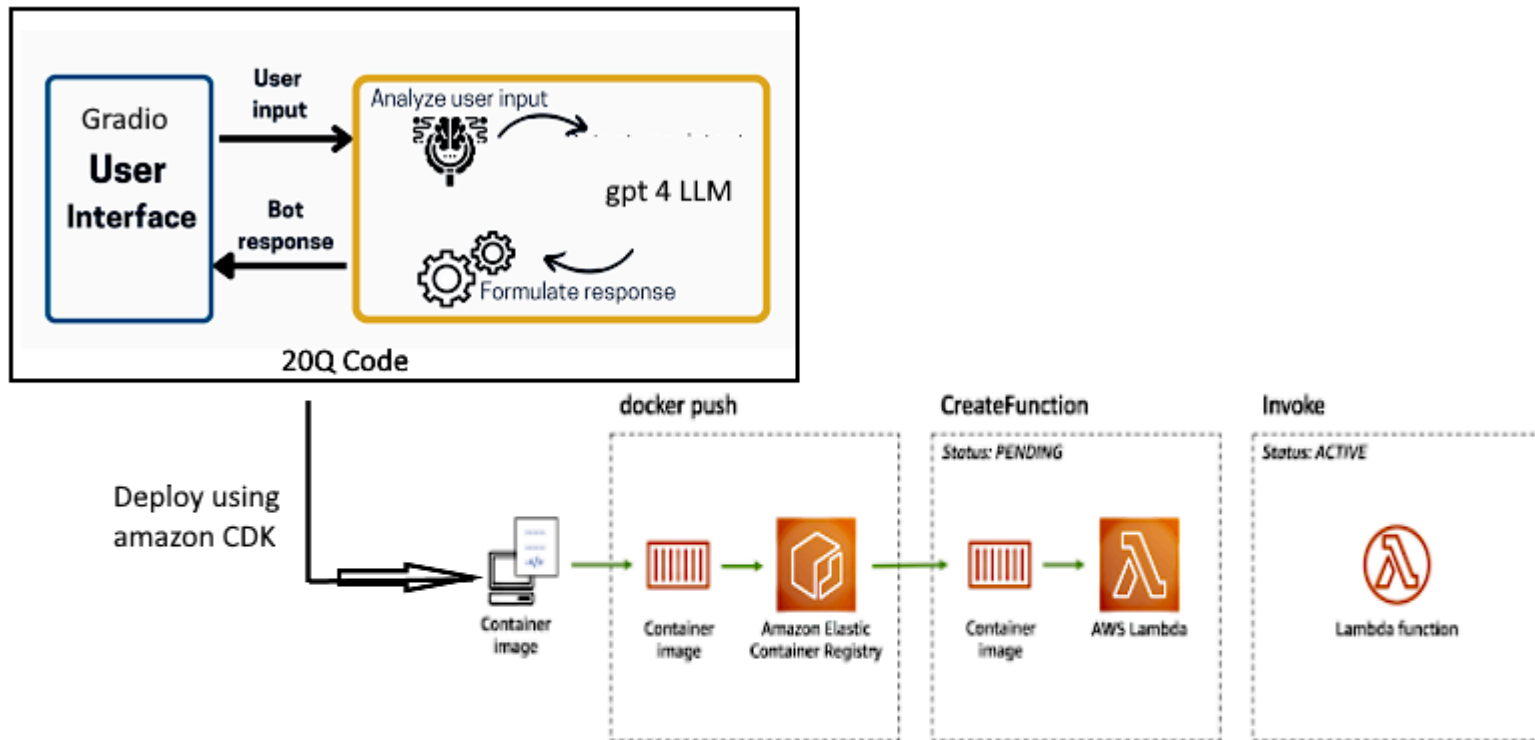 Gradio
User
Interface
User
input
Bot
response
Analyze user input
gpt 4 LLM
Formulate response
20Q Code
Deploy using
amazon CDK
Container
image
docker push
Container
image
Amazon Elastic
Container Registry
CreateFunction
Status: PENDING
Container
image
AWS Lambda
Invoke
Status: ACTIVE
Lambda function